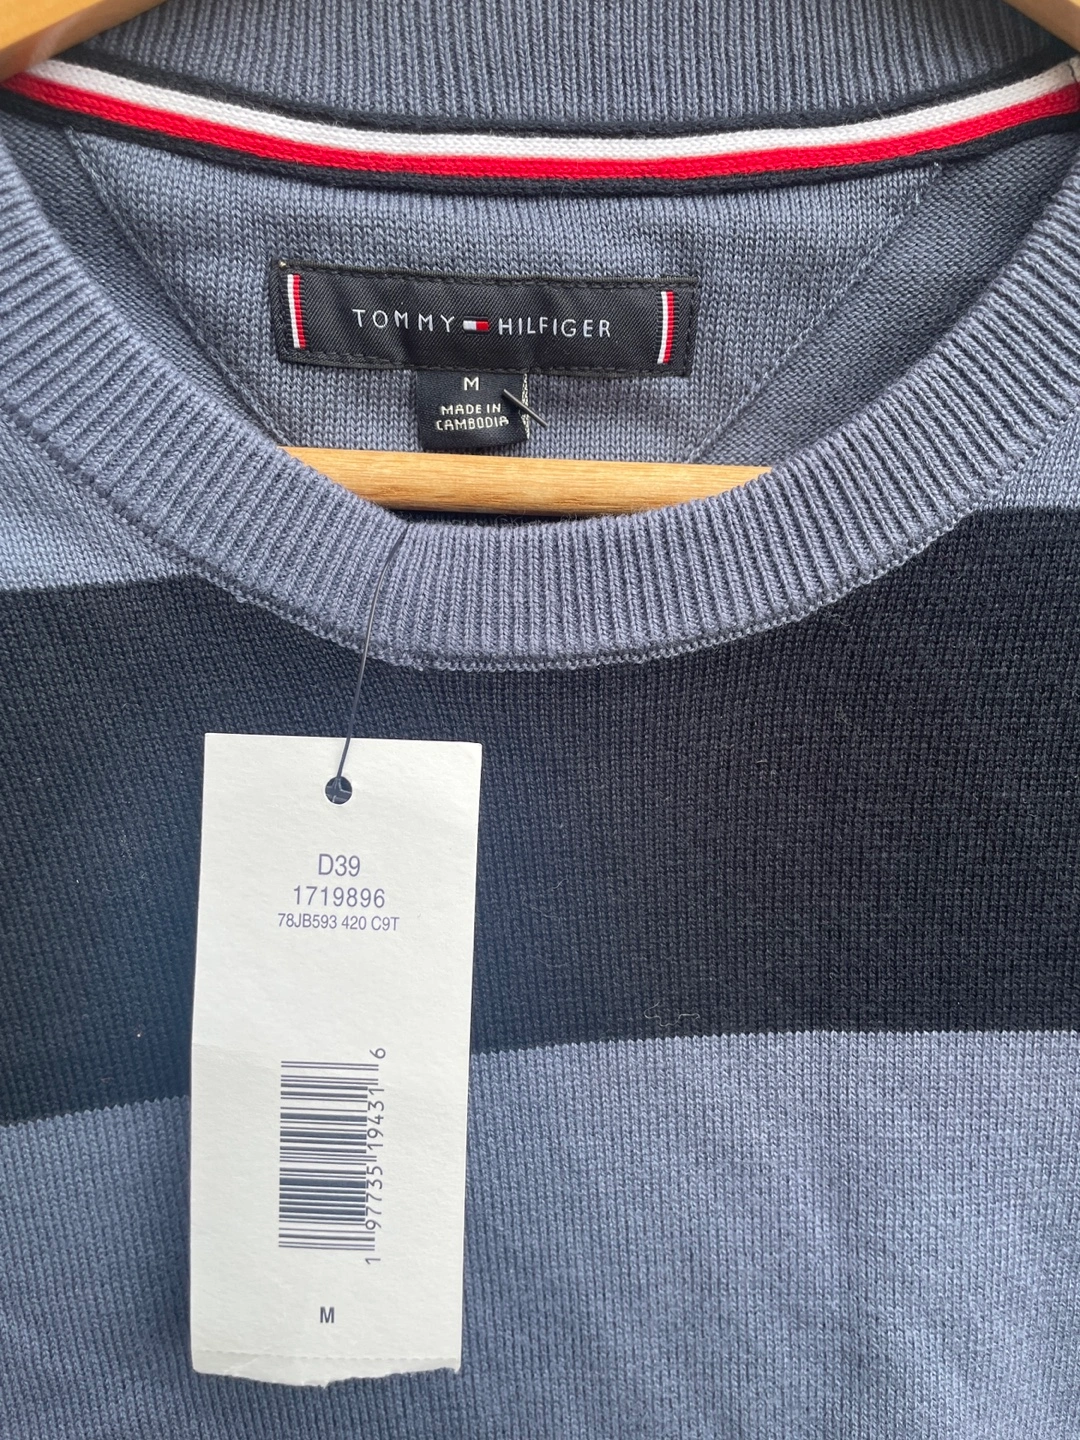 TOMMY HILFIGER
M
MADE IN
CAMBODIA
D39
1719896
78JB593 420 C9T
1 97735 19431 6
M